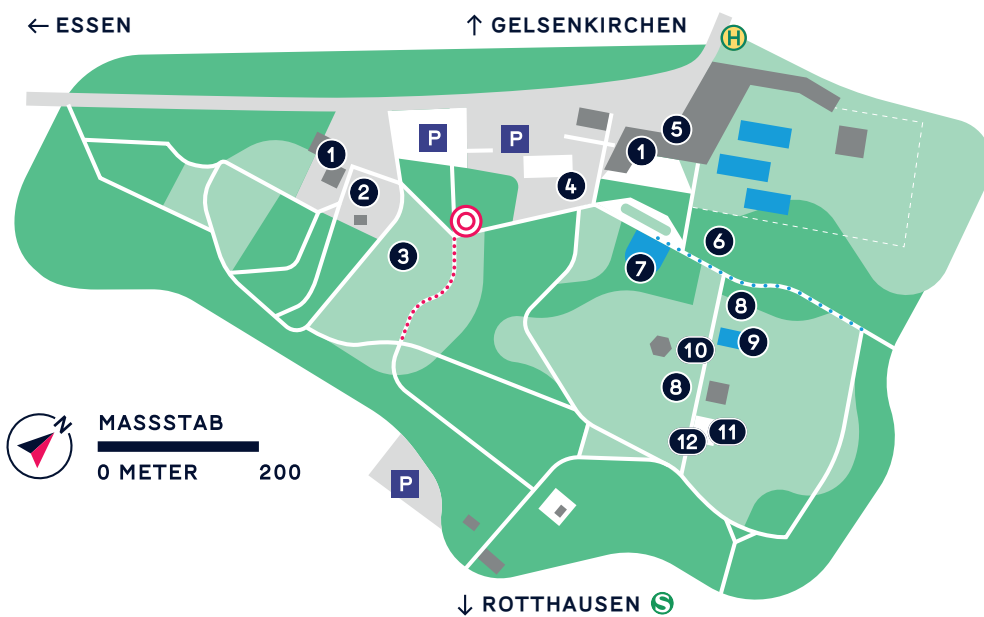 ← ESSEN
↑ GELSENKIRCHEN
H
P
P
5
1
1
4
2
3
6
7
8
9
10
8
11
12
N
MASSSTAB
0 METER 200
P
↓ ROTTHAUSEN S